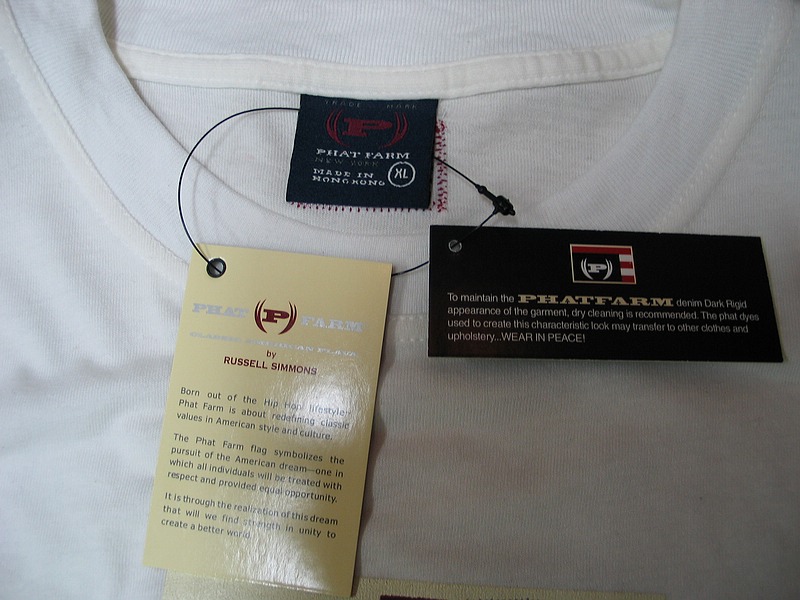 TRADE MARK
P
PHAT FARM
NEW YORK
MADE IN
HONGKONG
XL
P
To maintain the PHATFARM denim Dark Rigid
appearance of the garment, dry cleaning is recommended. The phat dyes
used to create this characteristic look may transfer to other clothes and
upholstery...WEAR IN PEACE!
PHAT P FARM
CLASSIC AMERICAN FLAVA
by
RUSSELL SIMMONS
Born out of the Hip Hop lifestyle-
Phat Farm is about redefining classic
values in American style and culture.
The Phat Farm flag symbolizes the
pursuit of the American dream—one in
which all individuals will be treated with
respect and provided equal opportunity.
It is through the realization of this dream
that will we find strength in unity to
create a better world.